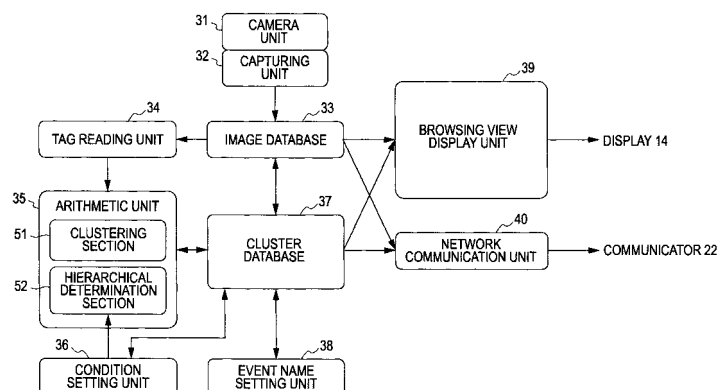 31
CAMERA
UNIT
32
CAPTURING
UNIT
39
34
33
TAG READING UNIT
IMAGE DATABASE
BROWSING VIEW
DISPLAY UNIT
DISPLAY 14
35
ARITHMETIC UNIT
37
51
CLUSTERING
SECTION
CLUSTER
DATABASE
40
NETWORK
COMMUNICATION UNIT
COMMUNICATOR 22
52
HIERARCHICAL
DETERMINATION
SECTION
36
38
CONDITION
SETTING UNIT
EVENT NAME
SETTING UNIT